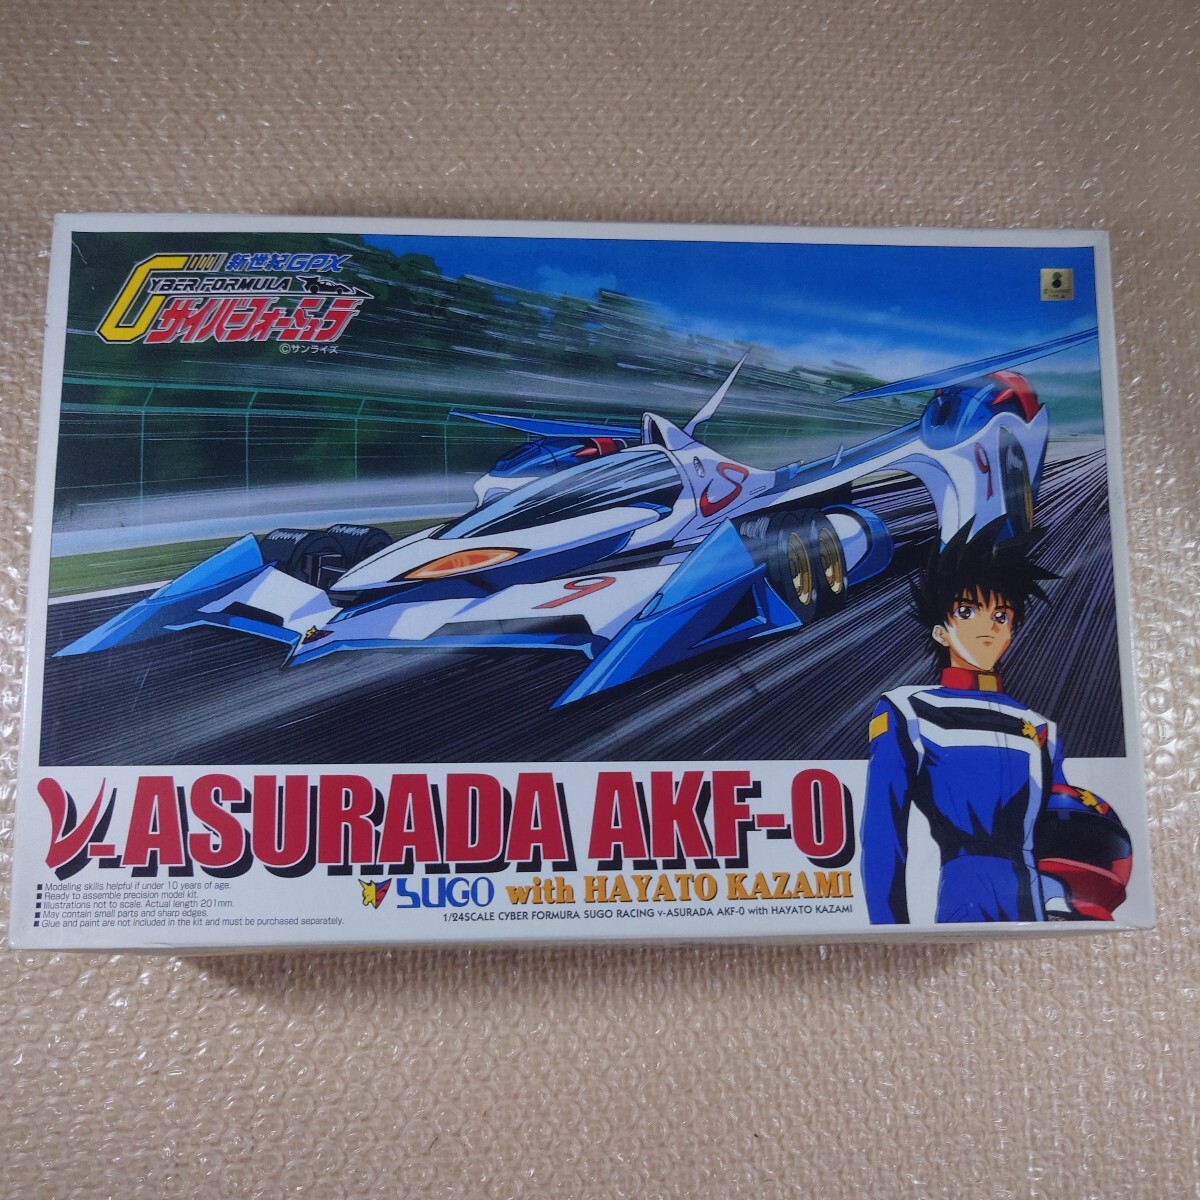 新世紀GPX
CYBER FORMULA
サイバーフォーミュラ
©サンライズ
S
9
9
ν-ASURADA AKF-0
SUGO with HAYATO KAZAMI
1/24SCALE CYBER FORMURA SUGO RACING ν-ASURADA AKF-0 with HAYATO KAZAMI
■ Modeling skills helpful if under 10 years of age.
■ Ready to assemble precision model kit.
■ Illustrations not to scale. Actual length 201mm.
■ May contain small parts and sharp edges.
■ Glue and paint are not included in the kit and must be purchased separately.